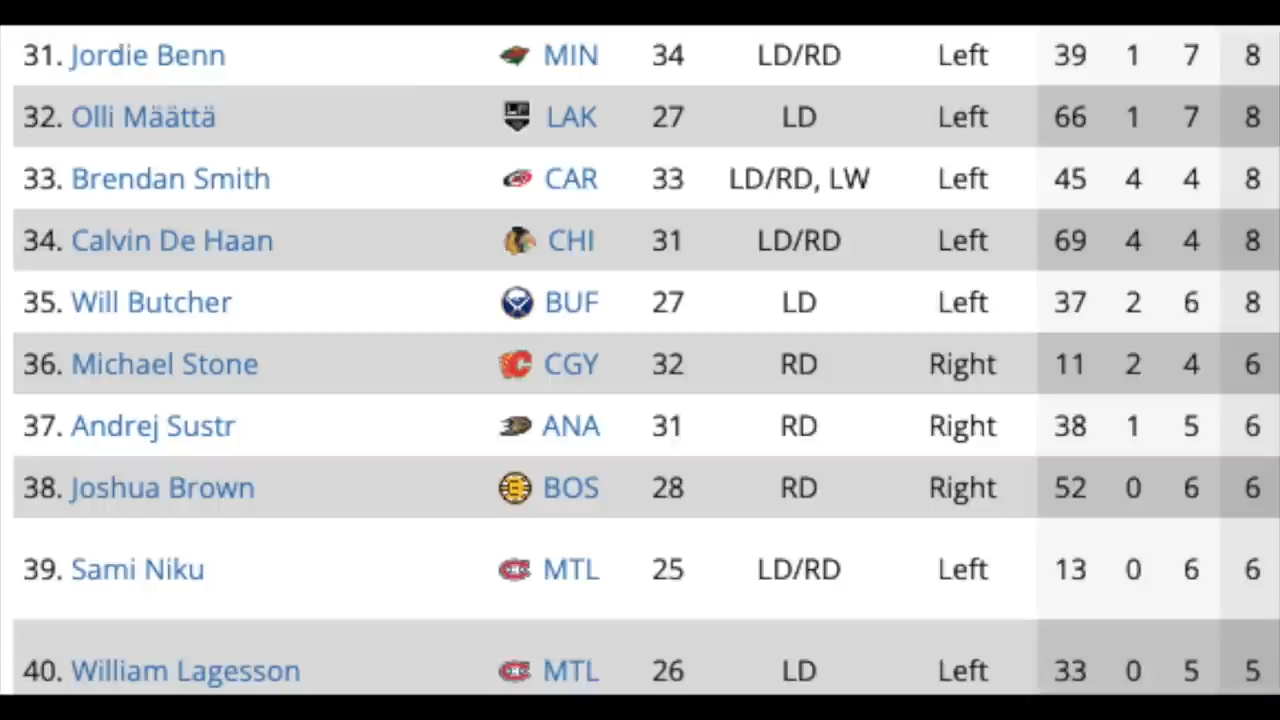 31. Jordie Benn MIN 34 LD/RD Left 39 1 7 8
32. Olli Määttä LAK 27 LD Left 66 1 7 8
33. Brendan Smith CAR 33 LD/RD, LW Left 45 4 4 8
34. Calvin De Haan CHI 31 LD/RD Left 69 4 4 8
35. Will Butcher BUF 27 LD Left 37 2 6 8
36. Michael Stone CGY 32 RD Right 11 2 4 6
37. Andrej Sustr ANA 31 RD Right 38 1 5 6
38. Joshua Brown BOS 28 RD Right 52 0 6 6
39. Sami Niku MTL 25 LD/RD Left 13 0 6 6
40. William Lagesson MTL 26 LD Left 33 0 5 5